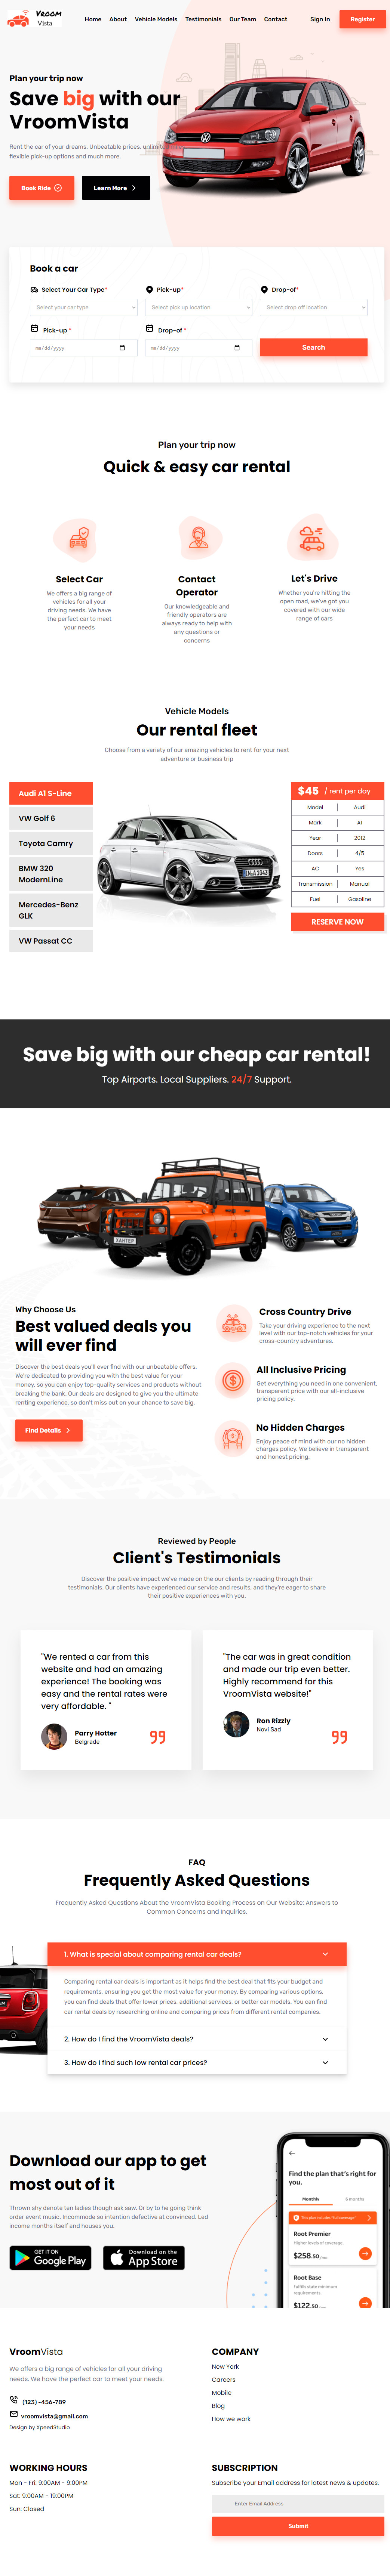 VROOM
Vista
Home About Vehicle Models Testimonials Our Team Contact Sign In Register
Plan your trip now
Save big with our
VroomVista
Rent the car of your dreams. Unbeatable prices, unlimited
flexible pick-up options and much more.
Book Ride
Learn More
Book a car
Select Your Car Type*
Pick-up*
Drop-of*
Select your car type
Select pick up location
Select drop off location
Pick-up *
Drop-of *
mm/dd/yyyy
mm/dd/yyyy
Search
Plan your trip now
Quick & easy car rental
Select Car
We offers a big range of
vehicles for all your
driving needs. We have
the perfect car to meet
your needs
Contact
Operator
Our knowledgeable and
friendly operators are
always ready to help with
any questions or
concerns
Let's Drive
Whether you're hitting the
open road, we've got you
covered with our wide
range of cars
Vehicle Models
Our rental fleet
Choose from a variety of our amazing vehicles to rent for your next
adventure or business trip
Audi A1 S-Line
VW Golf 6
Toyota Camry
BMW 320
ModernLine
Mercedes-Benz
GLK
VW Passat CC
$45 / rent per day
Model Audi
Mark A1
Year 2012
Doors 4/5
AC Yes
Transmission Manual
Fuel Gasoline
RESERVE NOW
Save big with our cheap car rental!
Top Airports. Local Suppliers. 24/7 Support.
Why Choose Us
Best valued deals you
will ever find
Discover the best deals you'll ever find with our unbeatable offers.
We're dedicated to providing you with the best value for your
money, so you can enjoy top-quality services and products without
breaking the bank. Our deals are designed to give you the ultimate
renting experience, so don't miss out on your chance to save big.
Find Details
Cross Country Drive
Take your driving experience to the next
level with our top-notch vehicles for your
cross-country adventures.
All Inclusive Pricing
Get everything you need in one convenient,
transparent price with our all-inclusive
pricing policy.
No Hidden Charges
Enjoy peace of mind with our no hidden
charges policy. We believe in transparent
and honest pricing.
Reviewed by People
Client's Testimonials
Discover the positive impact we've made on the our clients by reading through their
testimonials. Our clients have experienced our service and results, and they're eager to share
their positive experiences with you.
"We rented a car from this
website and had an amazing
experience! The booking was
easy and the rental rates were
very affordable. "
Parry Hotter
Belgrade
"The car was in great condition
and made our trip even better.
Highly recommend for this
VroomVista website!"
Ron Rizzly
Novi Sad
FAQ
Frequently Asked Questions
Frequently Asked Questions About the VroomVista Booking Process on Our Website: Answers to
Common Concerns and Inquiries.
1. What is special about comparing rental car deals?
Comparing rental car deals is important as it helps find the best deal that fits your budget and
requirements, ensuring you get the most value for your money. By comparing various options,
you can find deals that offer lower prices, additional services, or better car models. You can find
car rental deals by researching online and comparing prices from different rental companies.
2. How do I find the VroomVista deals?
3. How do I find such low rental car prices?
Download our app to get
most out of it
Thrown shy denote ten ladies though ask saw. Or by to he going think
order event music. Incommode so intention defective at convinced. Led
income months itself and houses you.
GET IT ON
Google Play
Download on the
App Store
Find the plan that's right for
you.
Monthly
6 months
Root Premier
Higher levels of coverage.
$258.50
Root Base
Fulfills state minimum
requirements.
$122.50
VroomVista
We offers a big range of vehicles for all your driving
needs. We have the perfect car to meet your needs.
(123) -456-789
vroomvista@gmail.com
Design by XpeedStudio
COMPANY
New York
Careers
Mobile
Blog
How we work
WORKING HOURS
Mon - Fri: 9:00AM - 9:00PM
Sat: 9:00AM - 19:00PM
Sun: Closed
SUBSCRIPTION
Subscribe your Email address for latest news & updates.
Enter Email Address
Submit